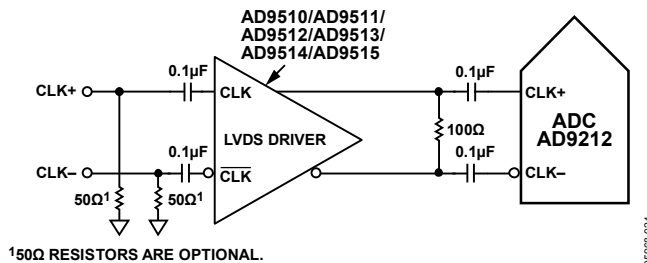 AD9510/AD9511/
AD9512/AD9513/
AD9514/AD9515
0.1µF
0.1µF
CLK+
CLK
CLK+
LVDS DRIVER
100Ω
ADC
AD9212
0.1µF
0.1µF
CLK–
CLK
CLK–
50Ω1
50Ω1
150Ω RESISTORS ARE OPTIONAL.